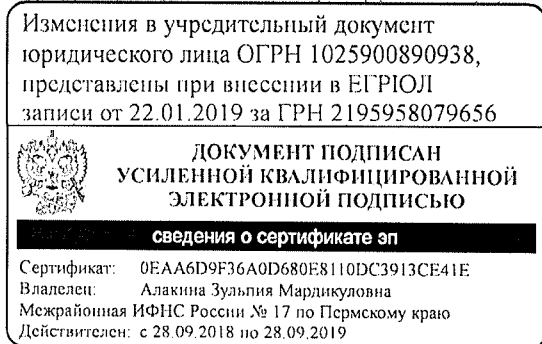 Изменения в учредительный документ
юридического лица ОГРН 1025900890938,
представлены при внесении в ЕГРЮЛ
записи от 22.01.2019 за ГРН 2195958079656
ДОКУМЕНТ ПОДПИСАН
УСИЛЕННОЙ КВАЛИФИЦИРОВАННОЙ
ЭЛЕКТРОННОЙ ПОДПИСЬЮ
сведения о сертификате эп
Сертификат: 0EAA6D9F36A0D680E8110DC3913CE41E
Владелец: Алакина Зульпия Мардикуловна
Межрайонная ИФНС России № 17 по Пермскому краю
Действителен: с 28.09.2018 по 28.09.2019